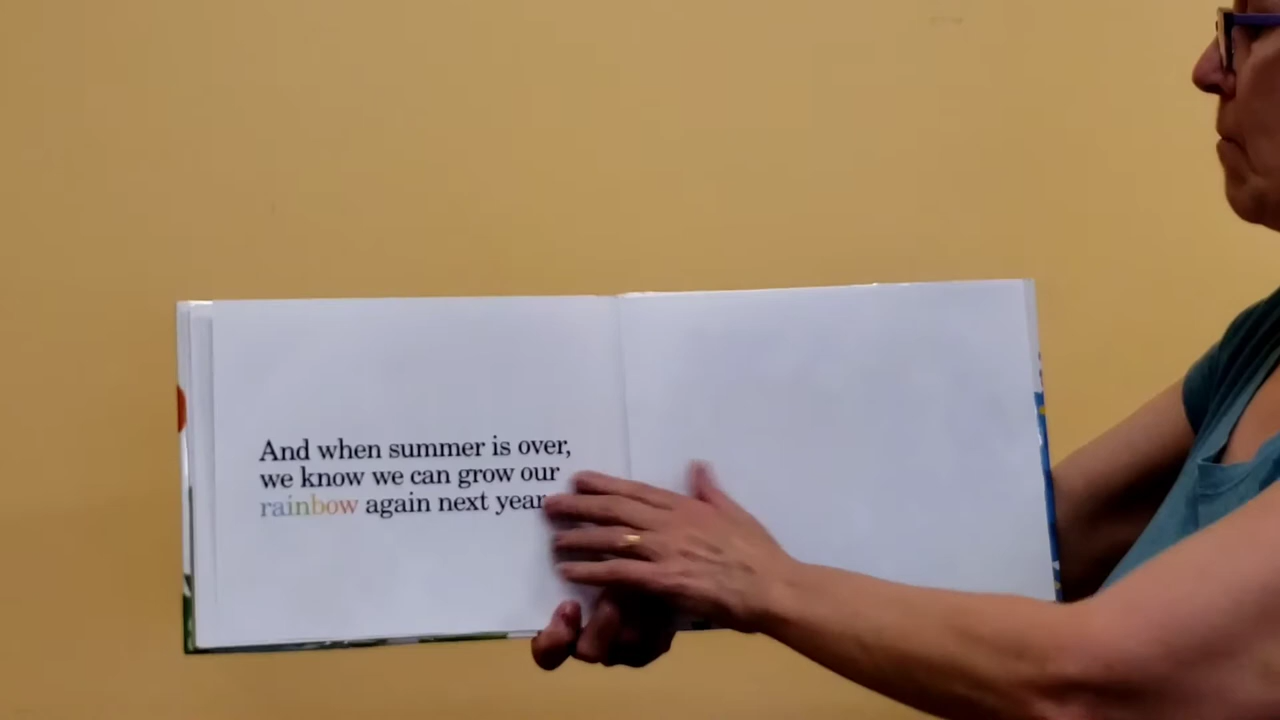 And when summer is over,
we know we can grow our
rainbow again next year